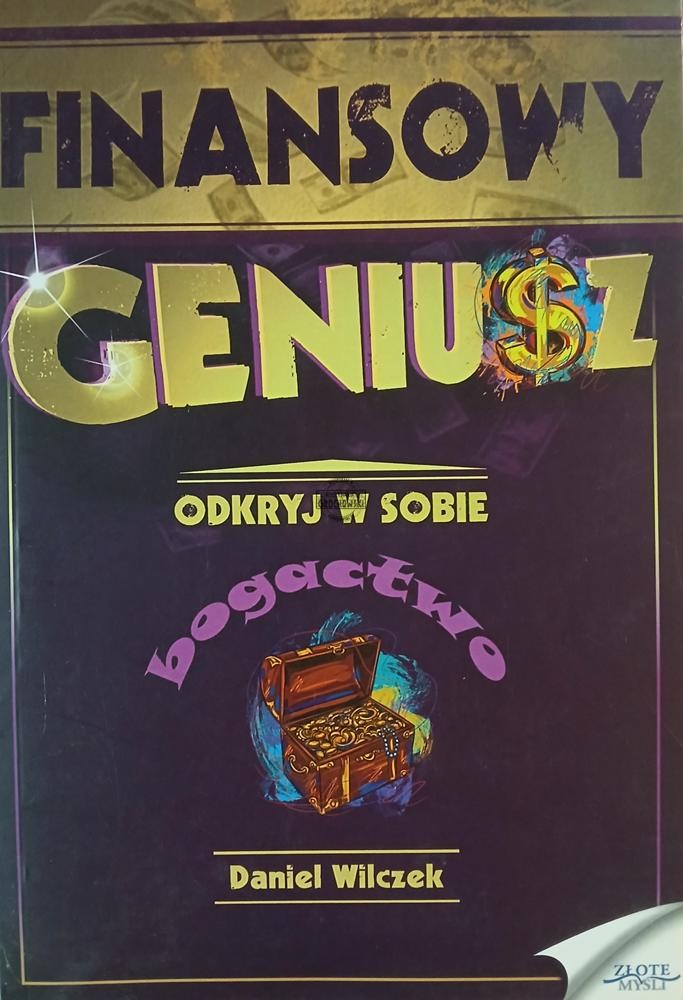 FINANSOWY
GENIU$Z
ODKRYJ W SOBIE
bogactwo
Daniel Wilczek
ZŁOTE
MYŚLI